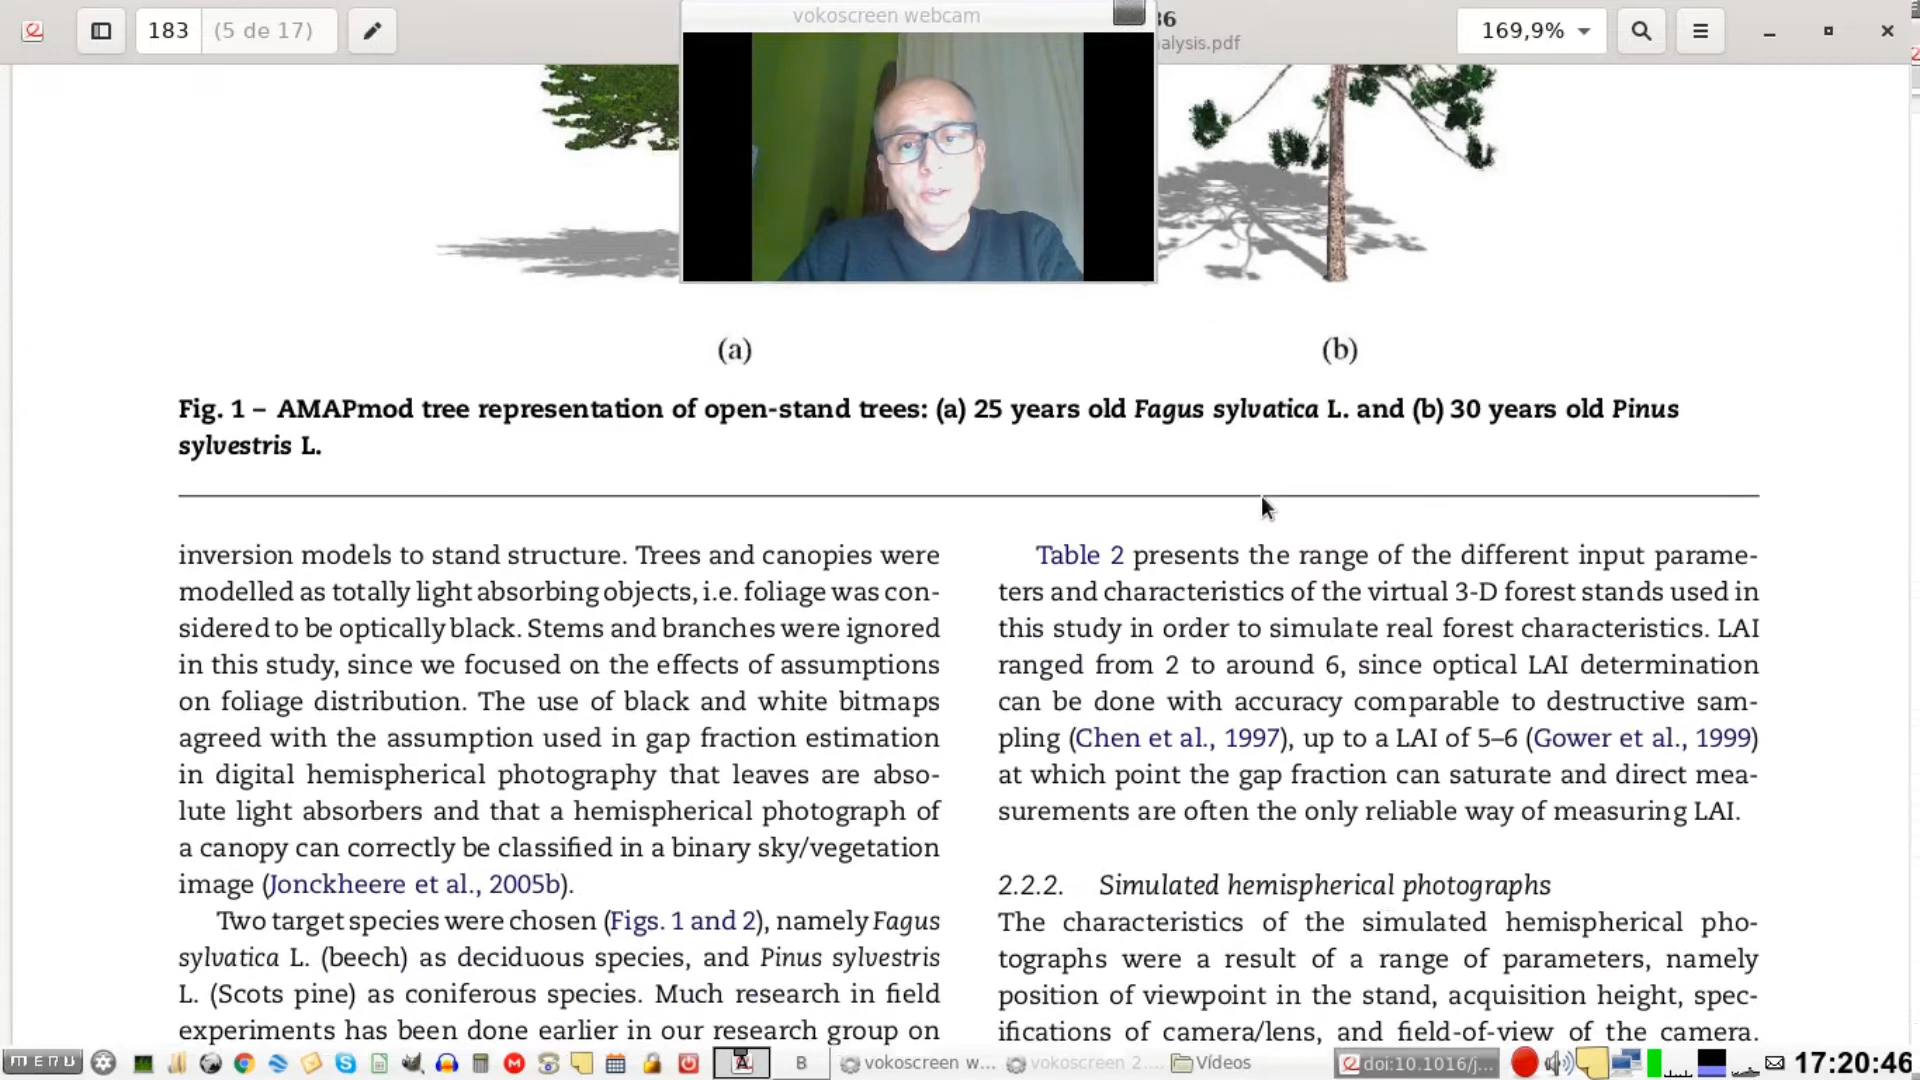 vokoscreen webcam
183 (5 de 17)
36
alysis.pdf
169,9%
(a)
(b)
Fig. 1 – AMAPmod tree representation of open-stand trees: (a) 25 years old Fagus sylvatica L. and (b) 30 years old Pinus
sylvestris L.
inversion models to stand structure. Trees and canopies were
modelled as totally light absorbing objects, i.e. foliage was con-
sidered to be optically black. Stems and branches were ignored
in this study, since we focused on the effects of assumptions
on foliage distribution. The use of black and white bitmaps
agreed with the assumption used in gap fraction estimation
in digital hemispherical photography that leaves are abso-
lute light absorbers and that a hemispherical photograph of
a canopy can correctly be classified in a binary sky/vegetation
image (Jonckheere et al., 2005b).
Two target species were chosen (Figs. 1 and 2), namely Fagus
sylvatica L. (beech) as deciduous species, and Pinus sylvestris
L. (Scots pine) as coniferous species. Much research in field
experiments has been done earlier in our research group on
Table 2 presents the range of the different input parame-
ters and characteristics of the virtual 3-D forest stands used in
this study in order to simulate real forest characteristics. LAI
ranged from 2 to around 6, since optical LAI determination
can be done with accuracy comparable to destructive sam-
pling (Chen et al., 1997), up to a LAI of 5–6 (Gower et al., 1999)
at which point the gap fraction can saturate and direct mea-
surements are often the only reliable way of measuring LAI.
2.2.2. Simulated hemispherical photographs
The characteristics of the simulated hemispherical pho-
tographs were a result of a range of parameters, namely
position of viewpoint in the stand, acquisition height, spec-
ifications of camera/lens, and field-of-view of the camera.
menu
A
B
vokoscreen w...
vokoscreen 2....
Vídeos
doi:10.1016/j...
17:20:46